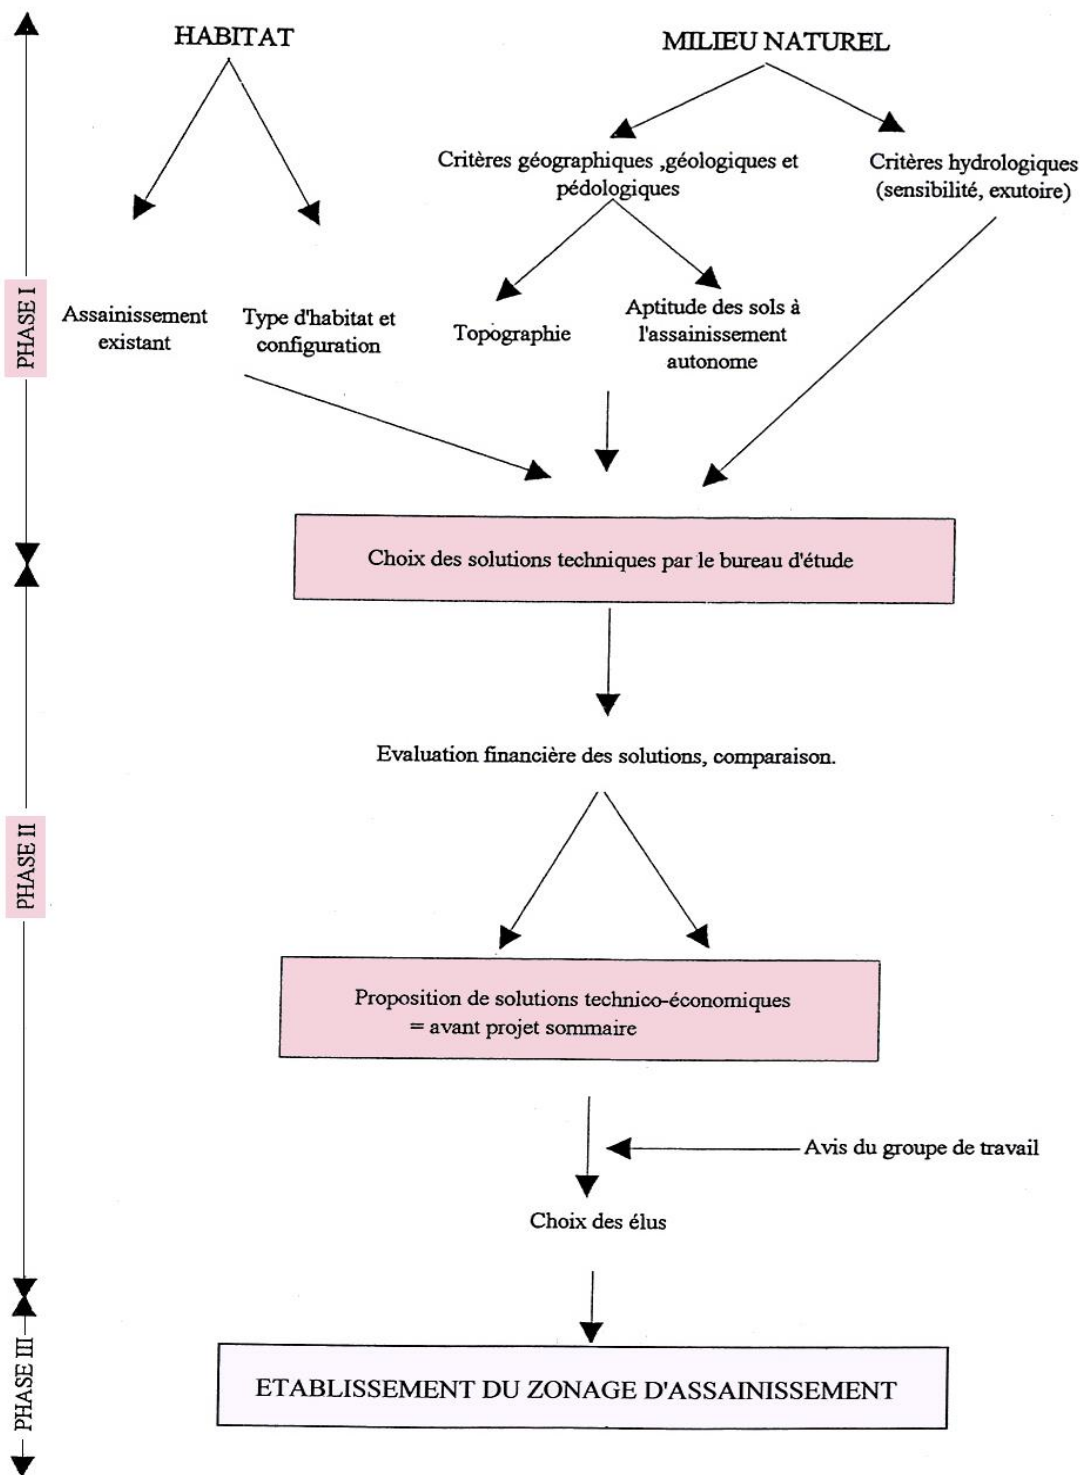 HABITAT
MILIEU NATUREL
Critères géographiques ,géologiques et
pédologiques
Critères hydrologiques
(sensibilité, exutoire)
PHASE I
Assainissement
existant
Type d'habitat et
configuration
Topographie
Aptitude des sols à
l'assainissement
autonome
Choix des solutions techniques par le bureau d'étude
Evaluation financière des solutions, comparaison.
PHASE II
Proposition de solutions technico-économiques
= avant projet sommaire
Avis du groupe de travail
Choix des élus
PHASE III
ETABLISSEMENT DU ZONAGE D'ASSAINISSEMENT